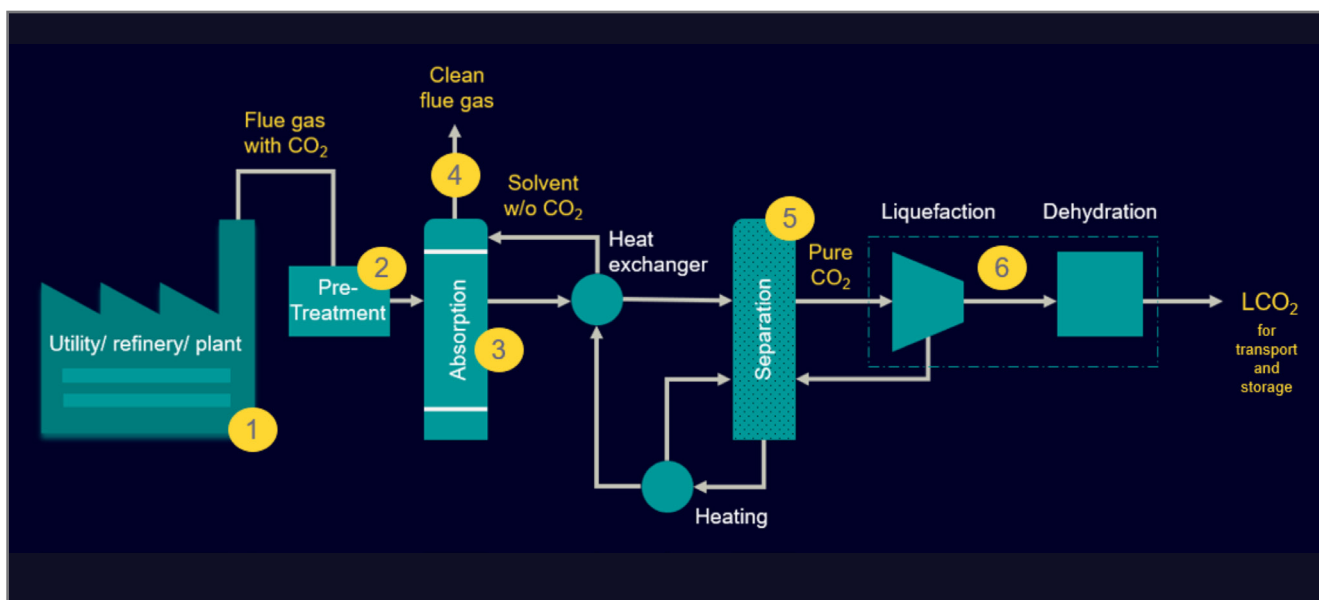 Clean
flue gas
Flue gas
with CO₂
4
Solvent
w/o CO₂
5
Liquefaction
Dehydration
Heat
exchanger
2
Pre-
Treatment
Pure
CO₂
6
Utility/ refinery/ plant
Absorption
3
Separation
LCO₂
for
transport
and
storage
1
Heating